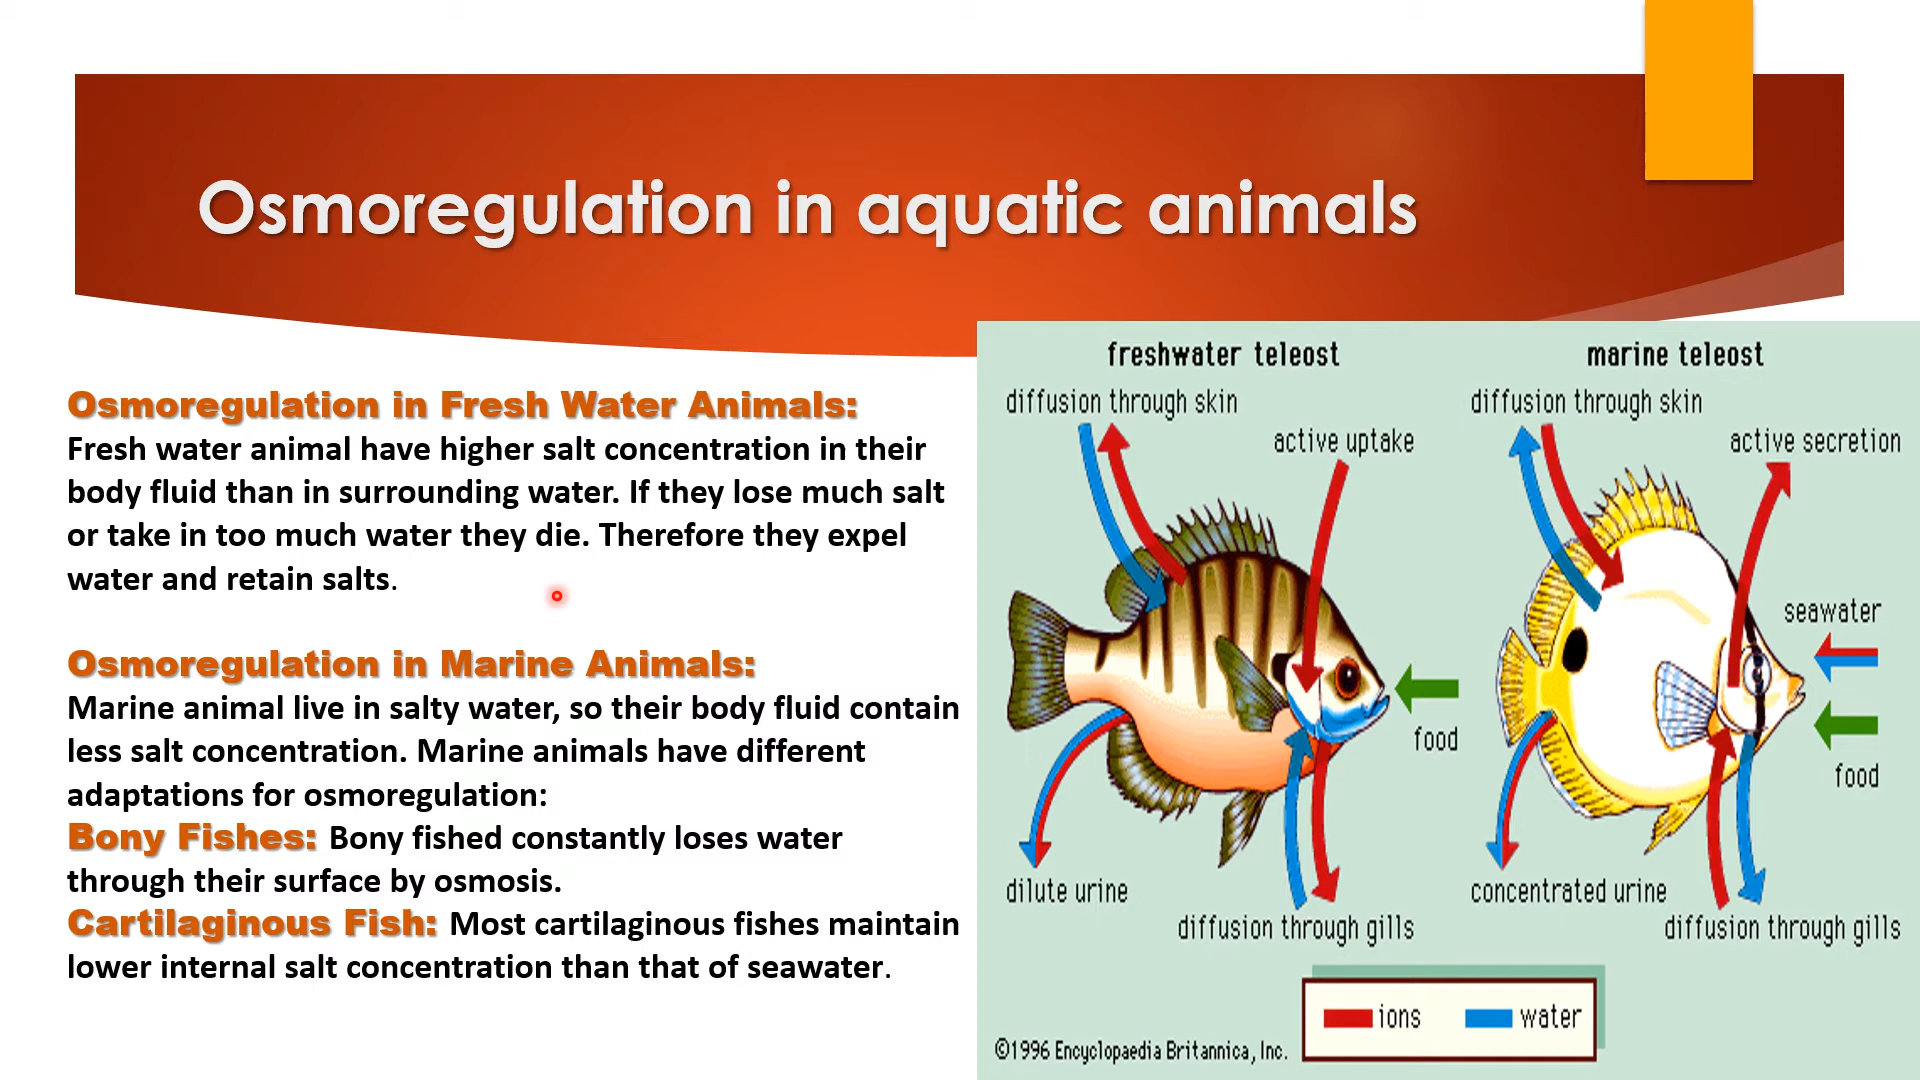 Osmoregulation in aquatic animals
Osmoregulation in Fresh Water Animals:
Fresh water animal have higher salt concentration in their
body fluid than in surrounding water. If they lose much salt
or take in too much water they die. Therefore they expel
water and retain salts.
Osmoregulation in Marine Animals:
Marine animal live in salty water, so their body fluid contain
less salt concentration. Marine animals have different
adaptations for osmoregulation:
Bony Fishes: Bony fished constantly loses water
through their surface by osmosis.
Cartilaginous Fish: Most cartilaginous fishes maintain
lower internal salt concentration than that of seawater.
freshwater teleost
diffusion through skin
active uptake
food
dilute urine
diffusion through gills
marine teleost
diffusion through skin
active secretion
seawater
food
concentrated urine
diffusion through gills
ions
water
©1996 Encyclopaedia Britannica, Inc.